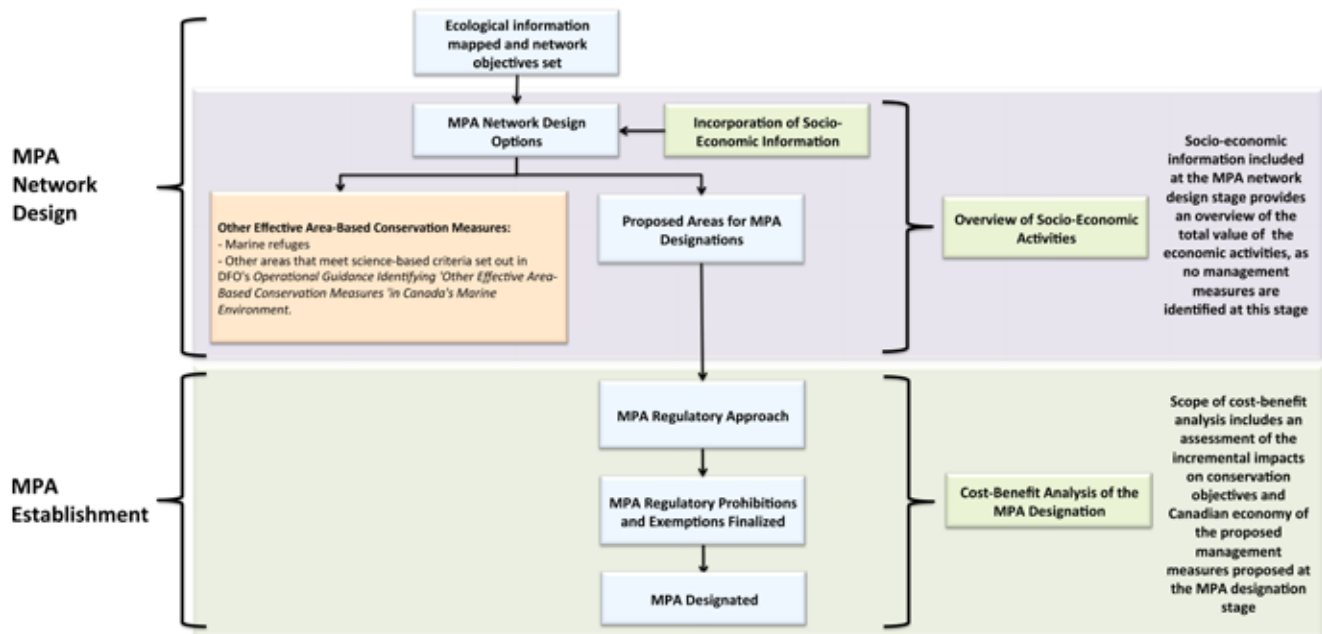 Ecological information
mapped and network
objectives set
MPA
Network
Design
MPA Network Design
Options
Incorporation of Socio-
Economic Information
Other Effective Area-Based Conservation Measures:
- Marine refuges
- Other areas that meet science-based criteria set out in
DFO's Operational Guidance Identifying 'Other Effective Area-
Based Conservation Measures 'in Canada's Marine
Environment.
Proposed Areas for MPA
Designations
Overview of Socio-Economic
Activities
Socio-economic
information included
at the MPA network
design stage provides
an overview of the
total value of the
economic activities, as
no management
measures are
identified at this stage
MPA
Establishment
MPA Regulatory Approach
MPA Regulatory Prohibitions
and Exemptions Finalized
MPA Designated
Cost-Benefit Analysis of the
MPA Designation
Scope of cost-benefit
analysis includes an
assessment of the
incremental impacts
on conservation
objectives and
Canadian economy of
the proposed
management
measures proposed at
the MPA designation
stage